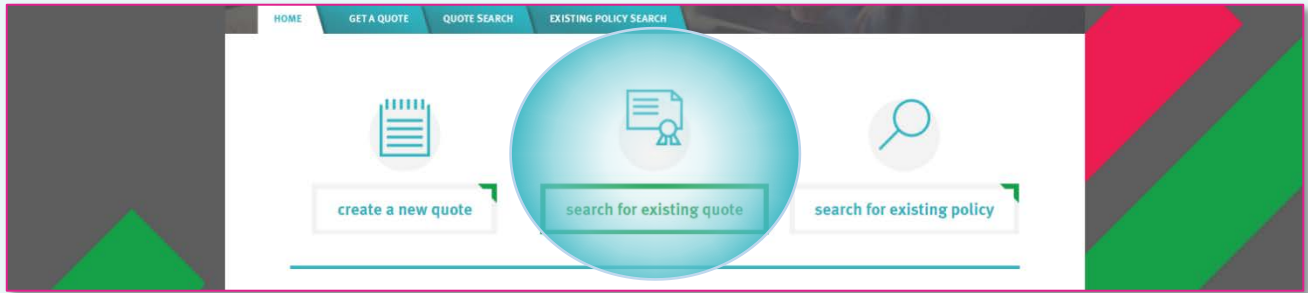 HOME GET A QUOTE QUOTE SEARCH EXISTING POLICY SEARCH
create a new quote search for existing quote search for existing policy